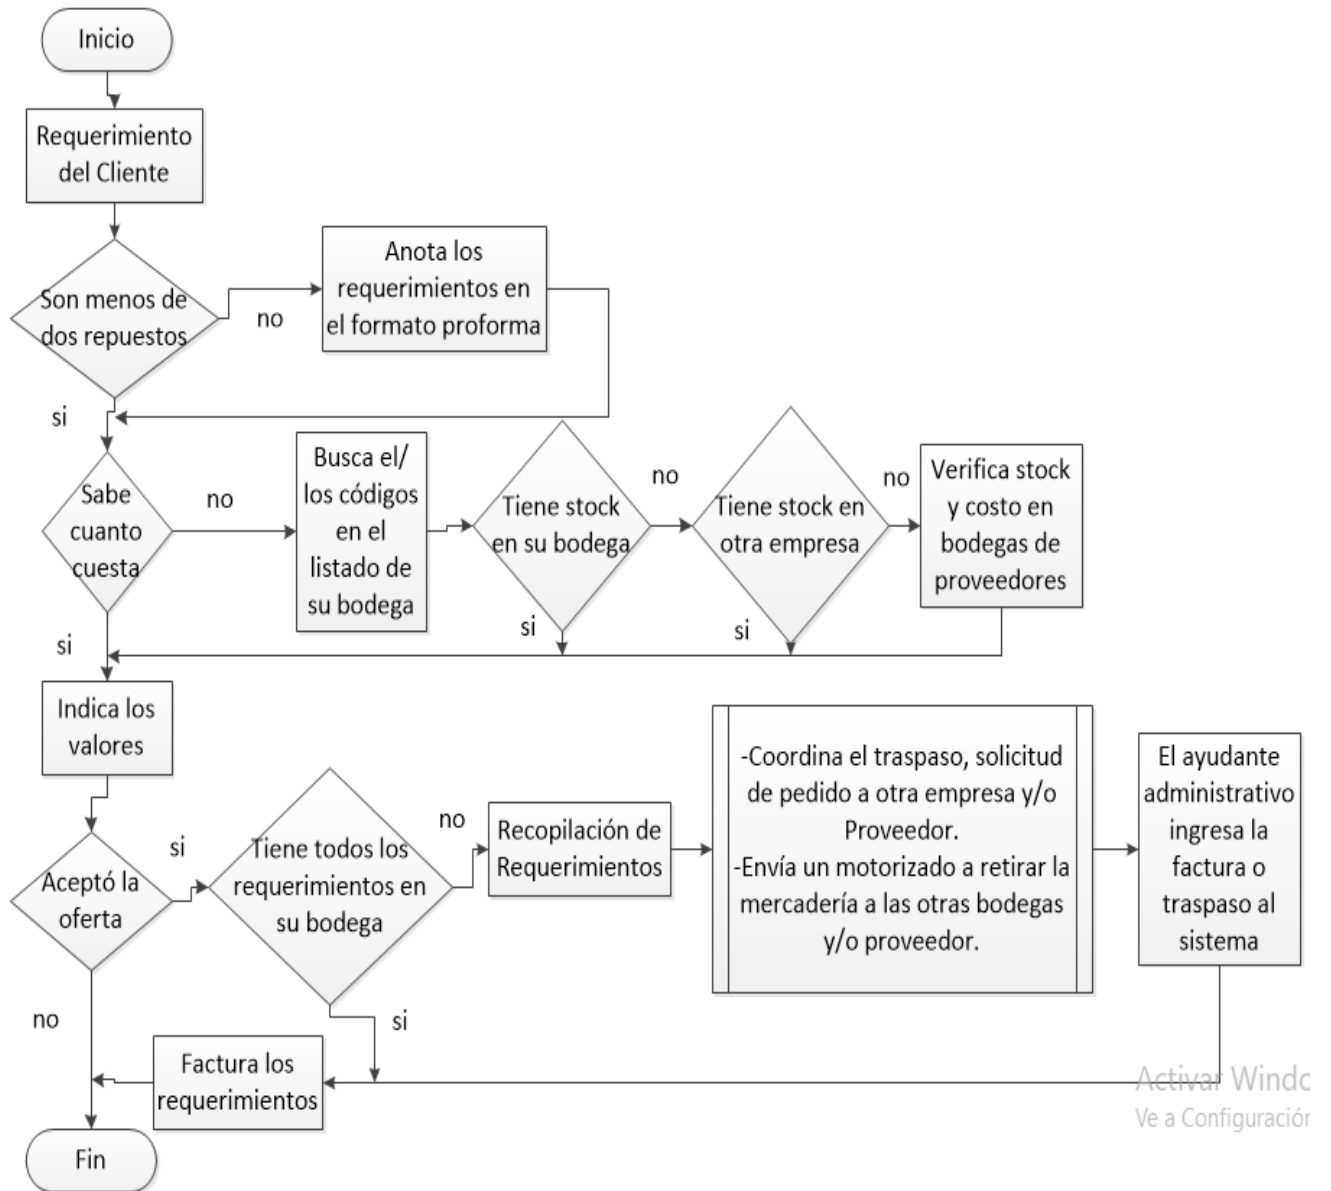 Inicio
Requerimiento
del Cliente
Son menos de
dos repuestos
no
Anota los
requerimientos en
el formato proforma
si
Sabe
cuanto
cuesta
no
Busca el/
los códigos
en el
listado de
su bodega
Tiene stock
en su bodega
no
Tiene stock en
otra empresa
no
Verifica stock
y costo en
bodegas de
proveedores
si
si
si
Indica los
valores
Aceptó la
oferta
si
Tiene todos los
requerimientos en
su bodega
no
Recopilación de
Requerimientos
-Coordina el traspaso, solicitud
de pedido a otra empresa y/o
Proveedor.
-Envía un motorizado a retirar la
mercadería a las otras bodegas
y/o proveedor.
El ayudante
administrativo
ingresa la
factura o
traspaso al
sistema
no
si
Factura los
requerimientos
Fin
Activar Windo
Ve a Configuración